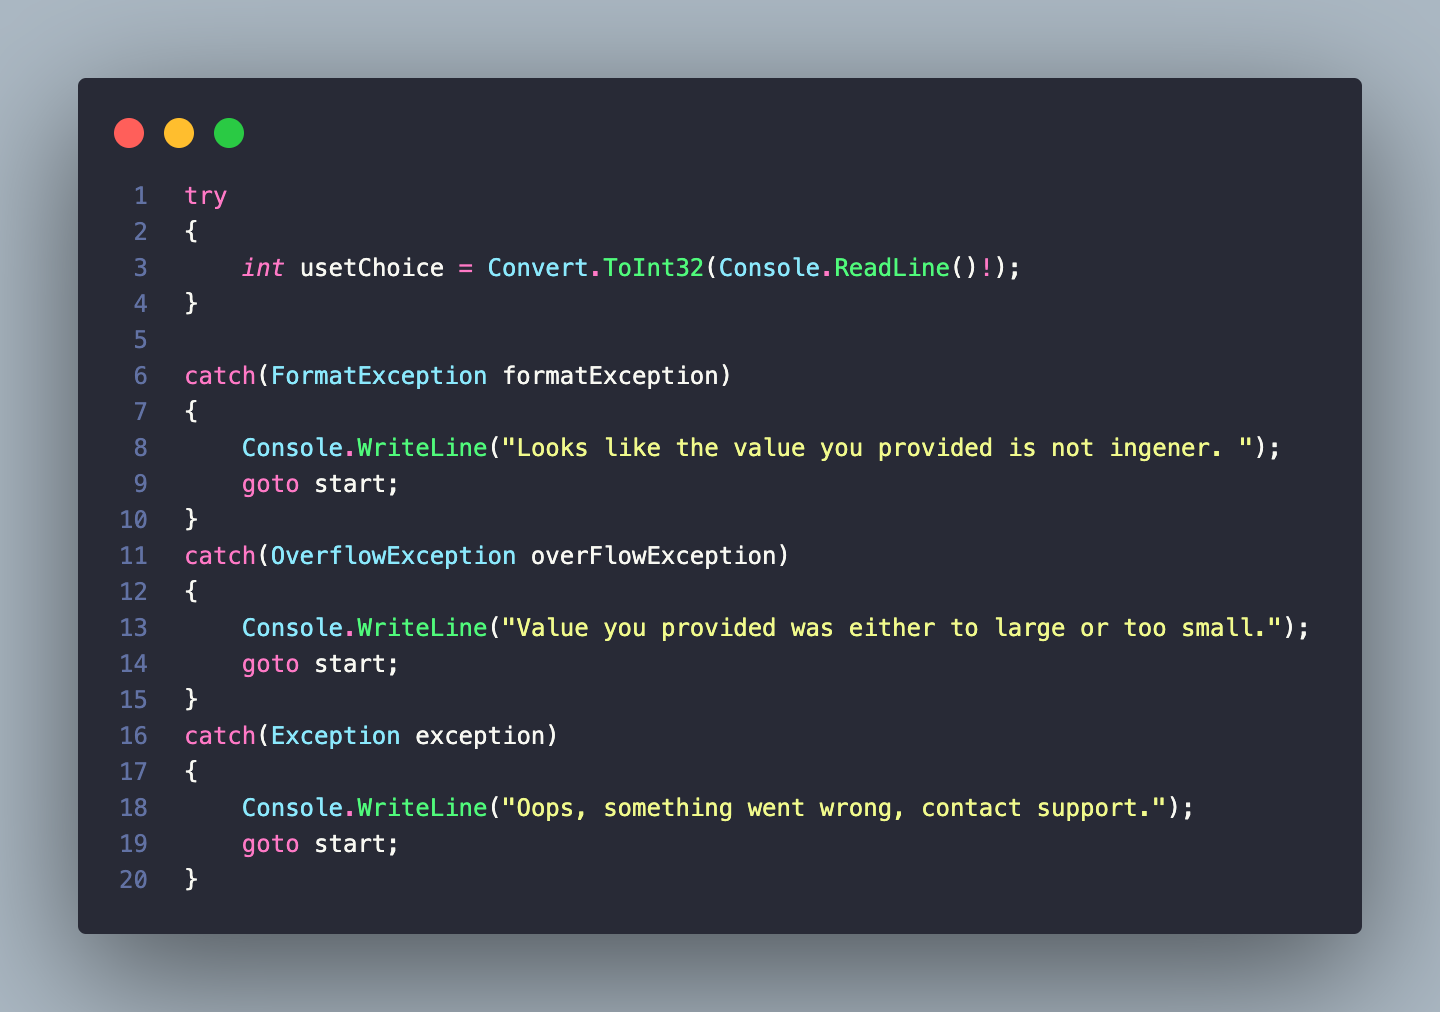 1 try
2 {
3     int usetChoice = Convert.ToInt32(Console.ReadLine()!);
4 }
5
6 catch(FormatException formatException)
7 {
8     Console.WriteLine("Looks like the value you provided is not ingener. ");
9     goto start;
10 }
11 catch(OverflowException overFlowException)
12 {
13     Console.WriteLine("Value you provided was either to large or too small.");
14     goto start;
15 }
16 catch(Exception exception)
17 {
18     Console.WriteLine("Oops, something went wrong, contact support.");
19     goto start;
20 }